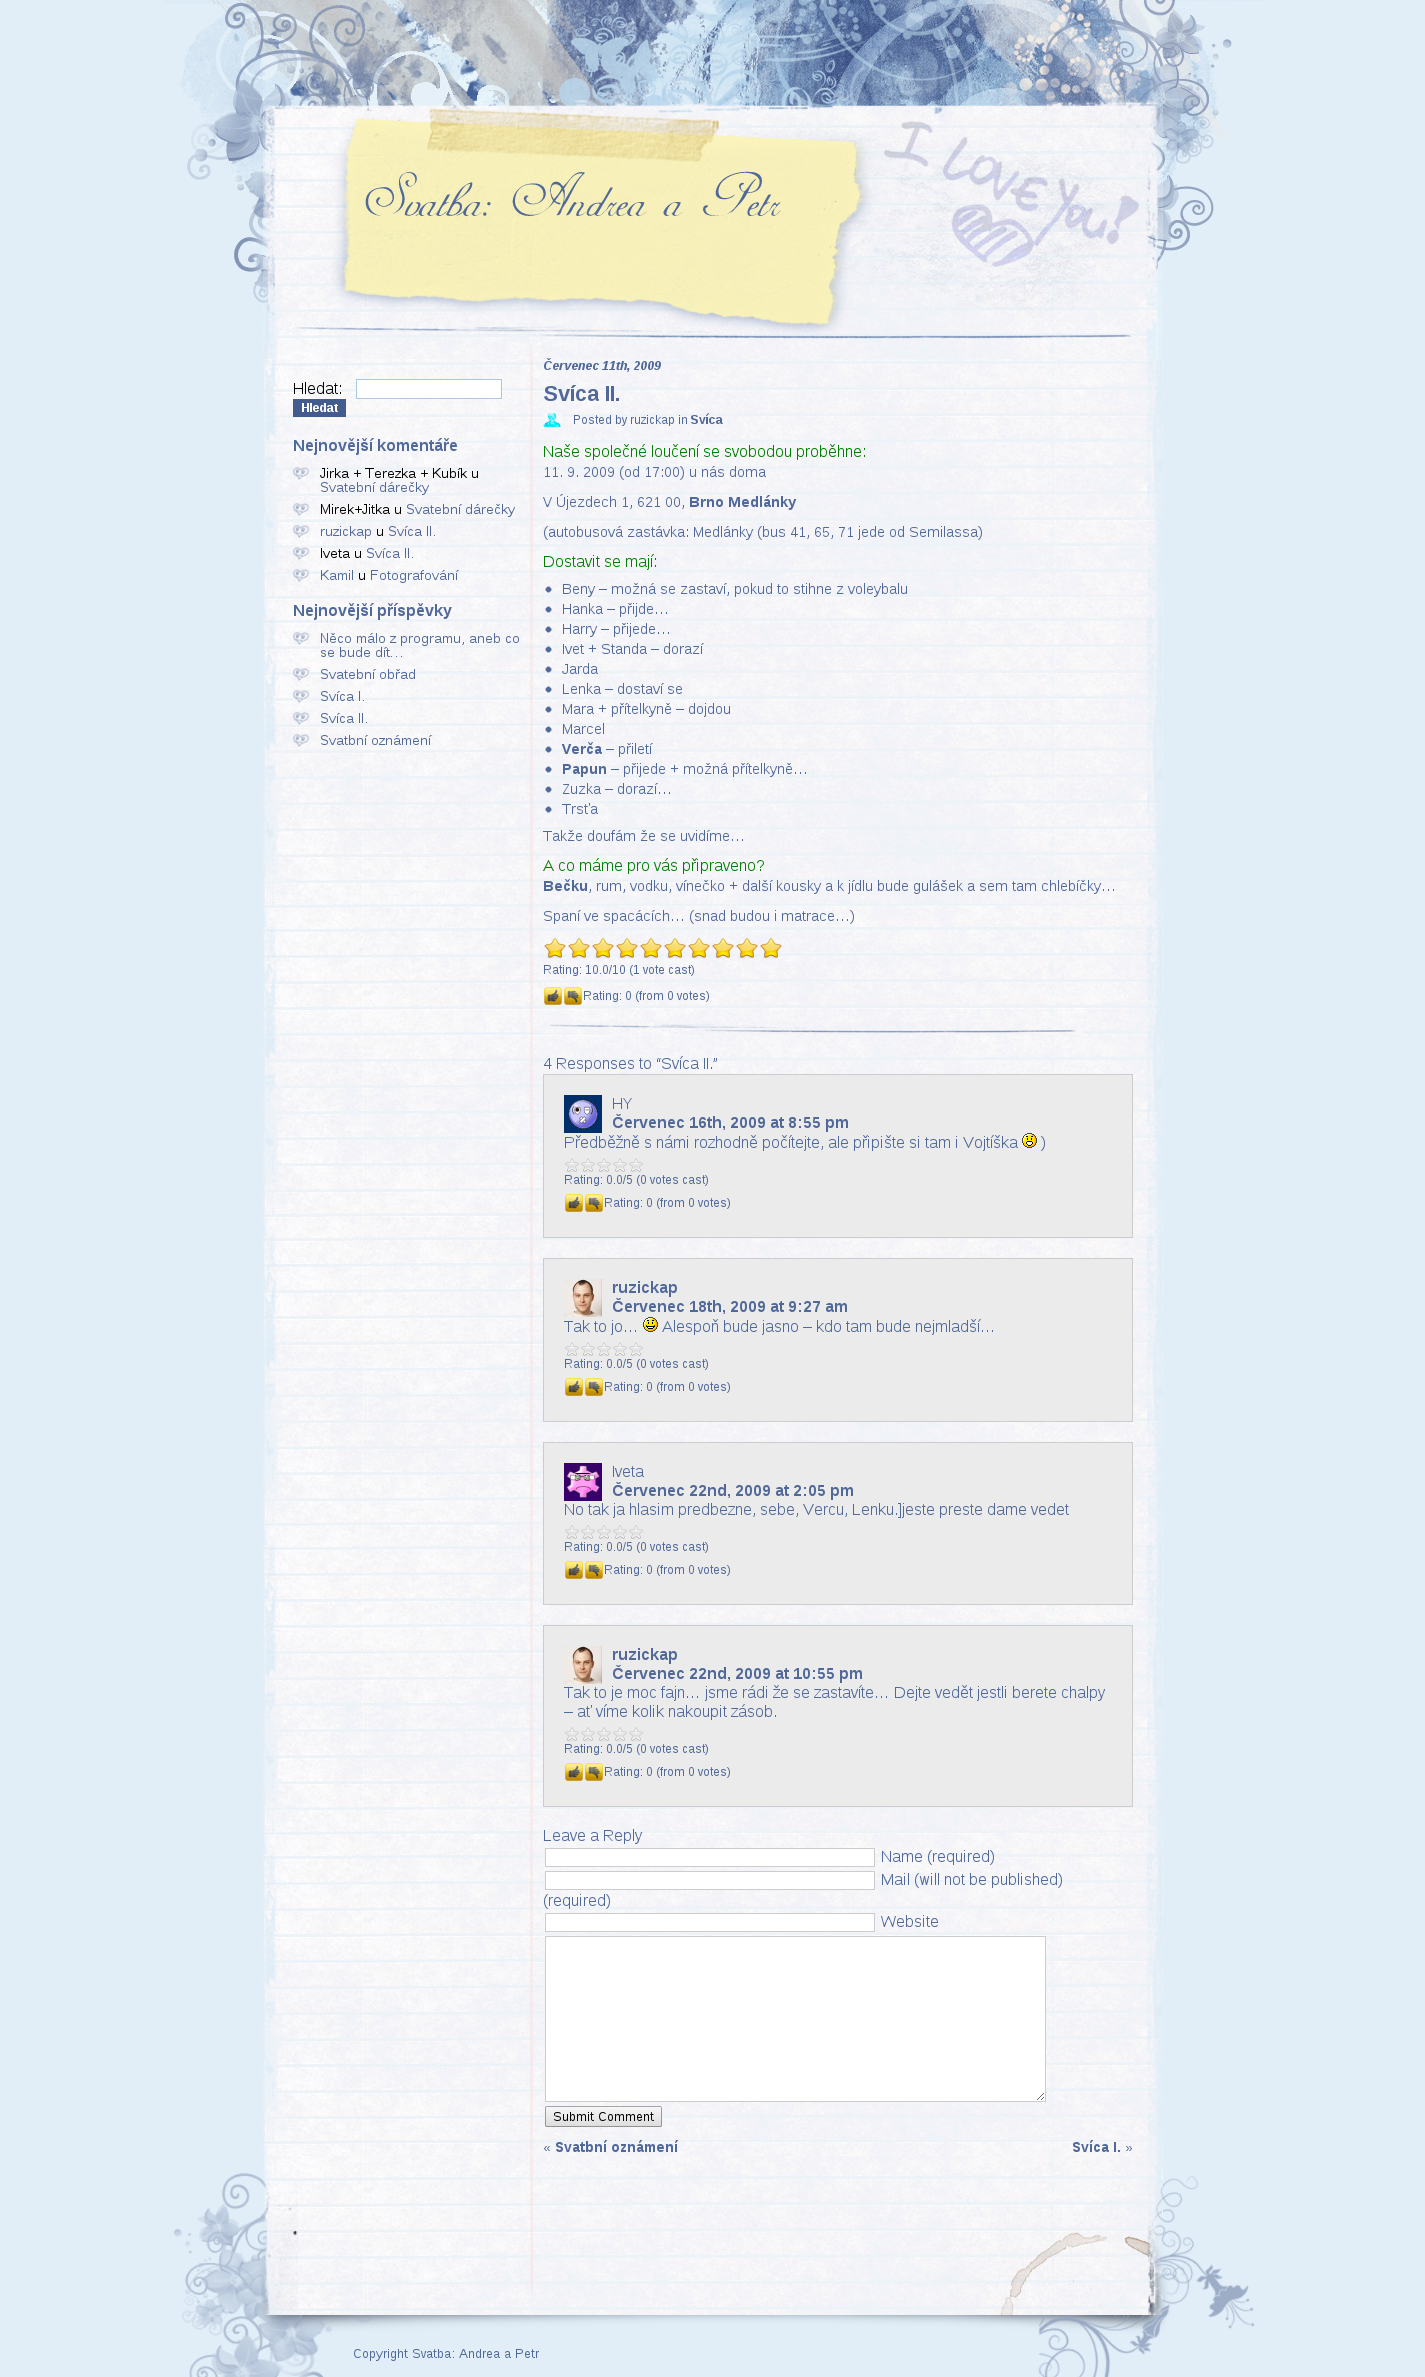 I LOVE You!
Svatba: Andrea a Petr
Hledat:
Hledat
Nejnovější komentáře
Jirka + Terezka + Kubík u
Svatební dárečky
Mirek+Jitka u Svatební dárečky
ruzickap u Svíca II.
Iveta u Svíca II.
Kamil u Fotografování
Nejnovější příspěvky
Něco málo z programu, aneb co
se bude dít…
Svatební obřad
Svíca I.
Svíca II.
Svatbní oznámení
Červenec 11th, 2009
Svíca II.
Posted by ruzickap in Svíca
Naše společné loučení se svobodou proběhne:
11. 9. 2009 (od 17:00) u nás doma
V Újezdech 1, 621 00, Brno Medlánky
(autobusová zastávka: Medlánky (bus 41, 65, 71 jede od Semilassa)
Dostavit se mají:
Beny – možná se zastaví, pokud to stihne z voleybalu
Hanka – přijde…
Harry – přijede…
Ivet + Standa – dorazí
Jarda
Lenka – dostaví se
Mara + přítelkyně – dojdou
Marcel
Verča – přiletí
Papun – přijede + možná přítelkyně…
Zuzka – dorazí…
Trsťa
Takže doufám že se uvidíme…
A co máme pro vás připraveno?
Bečku, rum, vodku, vínečko + další kousky a k jídlu bude gulášek a sem tam chlebíčky…
Spaní ve spacácích… (snad budou i matrace…)
Rating: 10.0/10 (1 vote cast)
Rating: 0 (from 0 votes)
4 Responses to “Svíca II.”
HY
Červenec 16th, 2009 at 8:55 pm
Předběžně s námi rozhodně počítejte, ale připište si tam i Vojtíška )
Rating: 0.0/5 (0 votes cast)
Rating: 0 (from 0 votes)
ruzickap
Červenec 18th, 2009 at 9:27 am
Tak to jo… Alespoň bude jasno – kdo tam bude nejmladší…
Rating: 0.0/5 (0 votes cast)
Rating: 0 (from 0 votes)
Iveta
Červenec 22nd, 2009 at 2:05 pm
No tak ja hlasim predbezne, sebe, Vercu, Lenku.]jeste preste dame vedet
Rating: 0.0/5 (0 votes cast)
Rating: 0 (from 0 votes)
ruzickap
Červenec 22nd, 2009 at 10:55 pm
Tak to je moc fajn… jsme rádi že se zastavíte… Dejte vedět jestli berete chalpy
– ať víme kolik nakoupit zásob.
Rating: 0.0/5 (0 votes cast)
Rating: 0 (from 0 votes)
Leave a Reply
Name (required)
Mail (will not be published)
(required)
Website
Submit Comment
« Svatbní oznámení
Svíca I. »
Copyright Svatba: Andrea a Petr